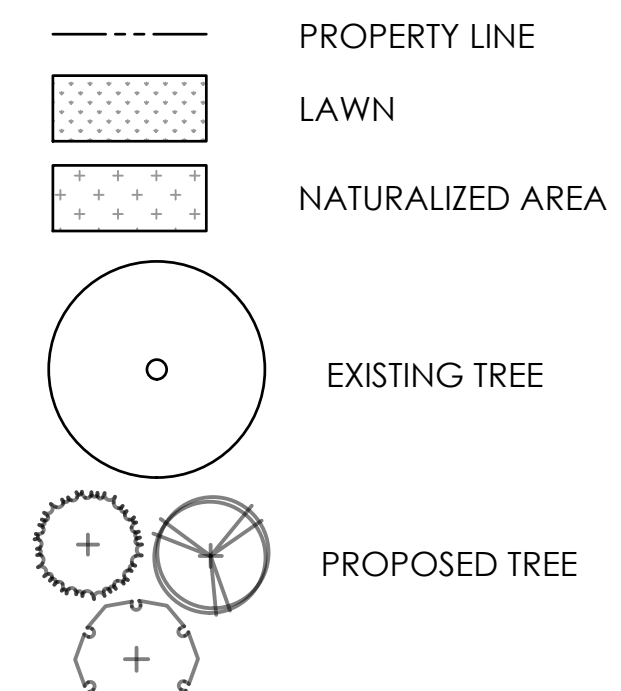 PROPERTY LINE
LAWN
NATURALIZED AREA
EXISTING TREE
PROPOSED TREE